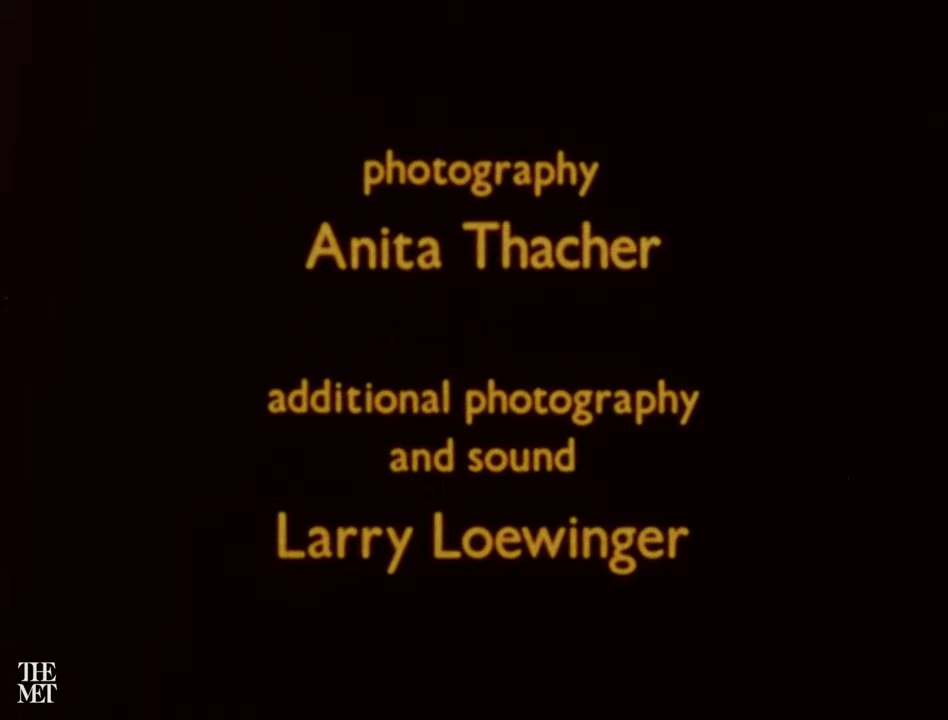 photography
Anita Thacher
additional photography
and sound
Larry Loewinger
THE
MET